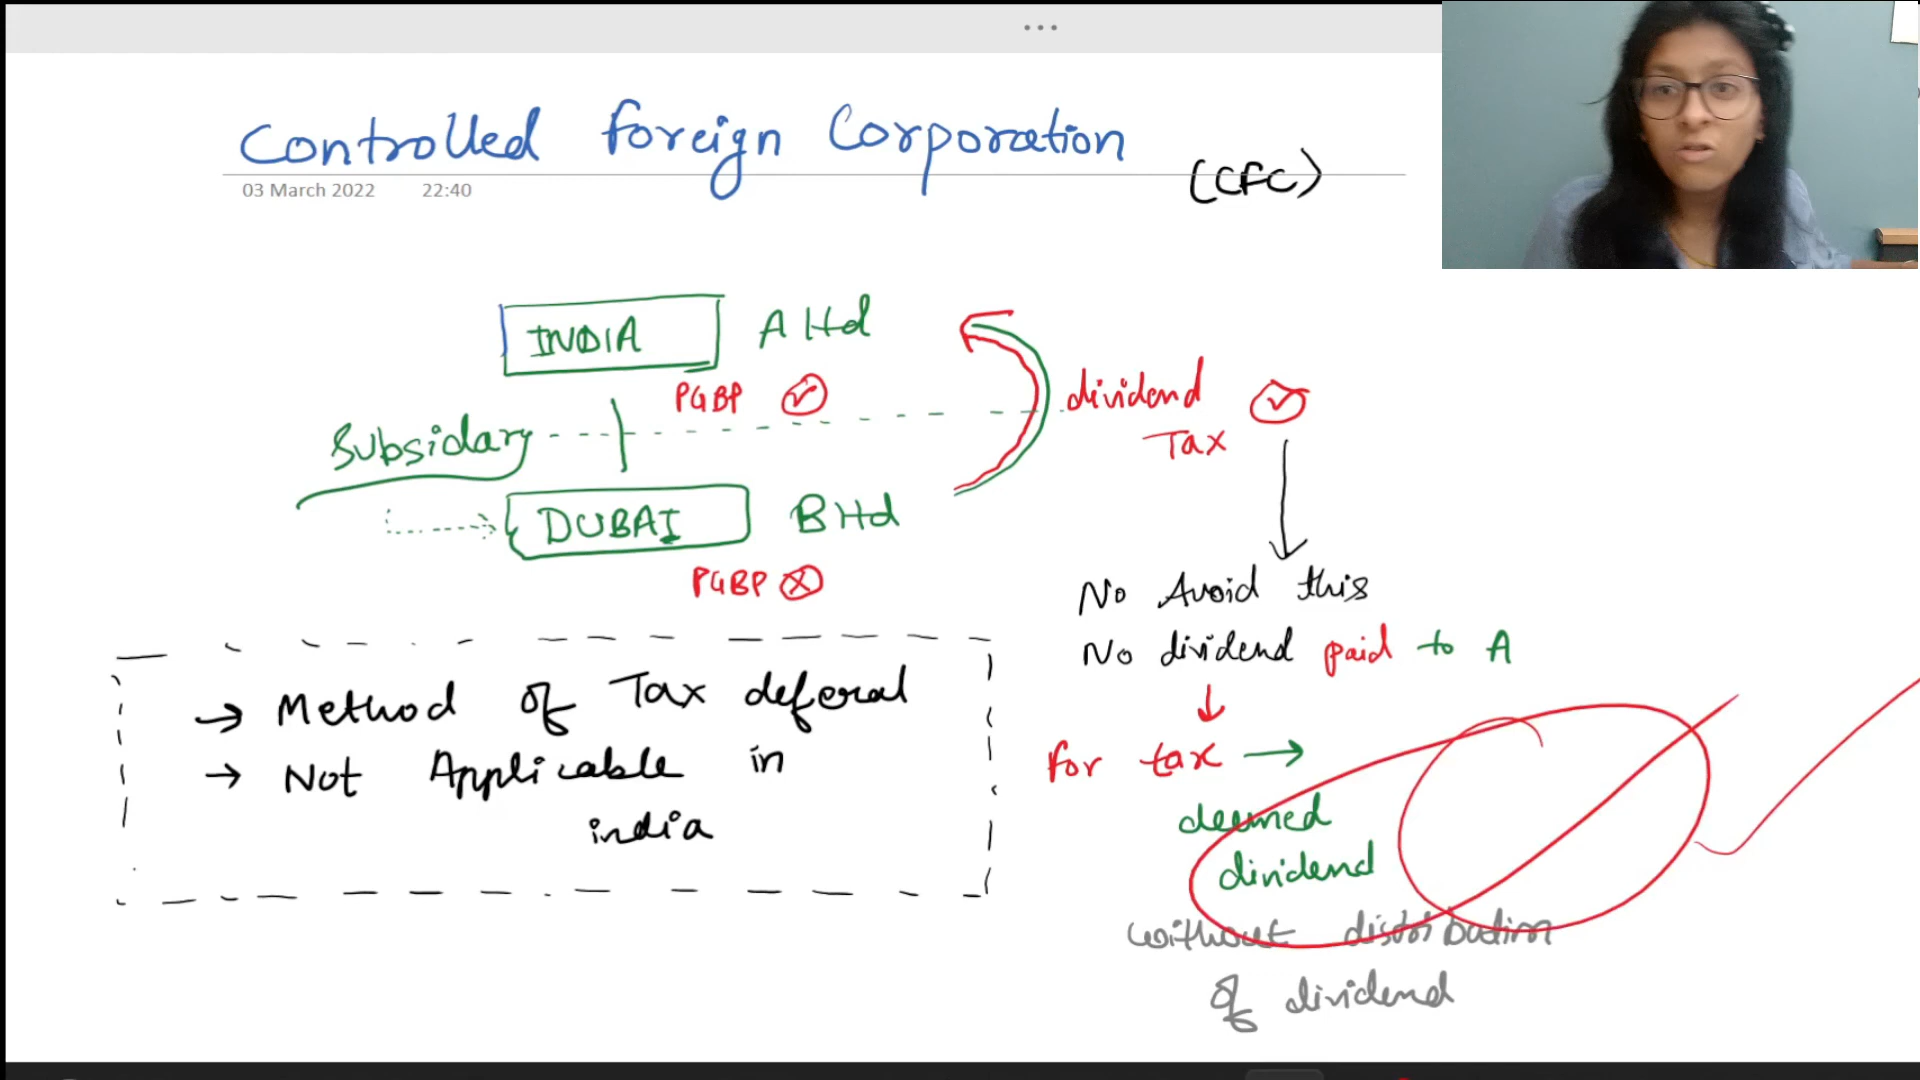 Controlled Foreign Corporation
(CFC)
03 March 2022 22:40
INDIA A ltd
PGBP
dividend
Tax
Subsidary
DUBAI B ltd
PGBP
No Avoid this
No dividend paid to A
→ Method of Tax deferal
→ Not Applicable in
india
for tax →
deemed
dividend
without distribution
of dividend